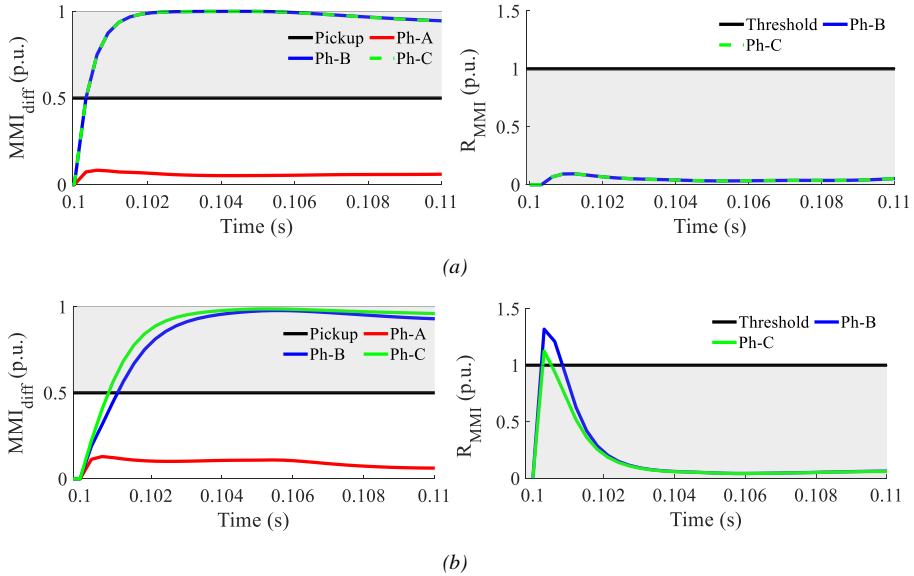 MMI_diff (p.u.)
1
0.5
0
Pickup Ph-A
Ph-B Ph-C
0.1 0.102 0.104 0.106 0.108 0.11
Time (s)
R_MMI (p.u.)
1.5
1
0.5
0
Threshold Ph-B
Ph-C
0.1 0.102 0.104 0.106 0.108 0.11
Time (s)
(a)
MMI_diff (p.u.)
1
0.5
0
Pickup Ph-A
Ph-B Ph-C
0.1 0.102 0.104 0.106 0.108 0.11
Time (s)
R_MMI (p.u.)
1.5
1
0.5
0
Threshold Ph-B
Ph-C
0.1 0.102 0.104 0.106 0.108 0.11
Time (s)
(b)